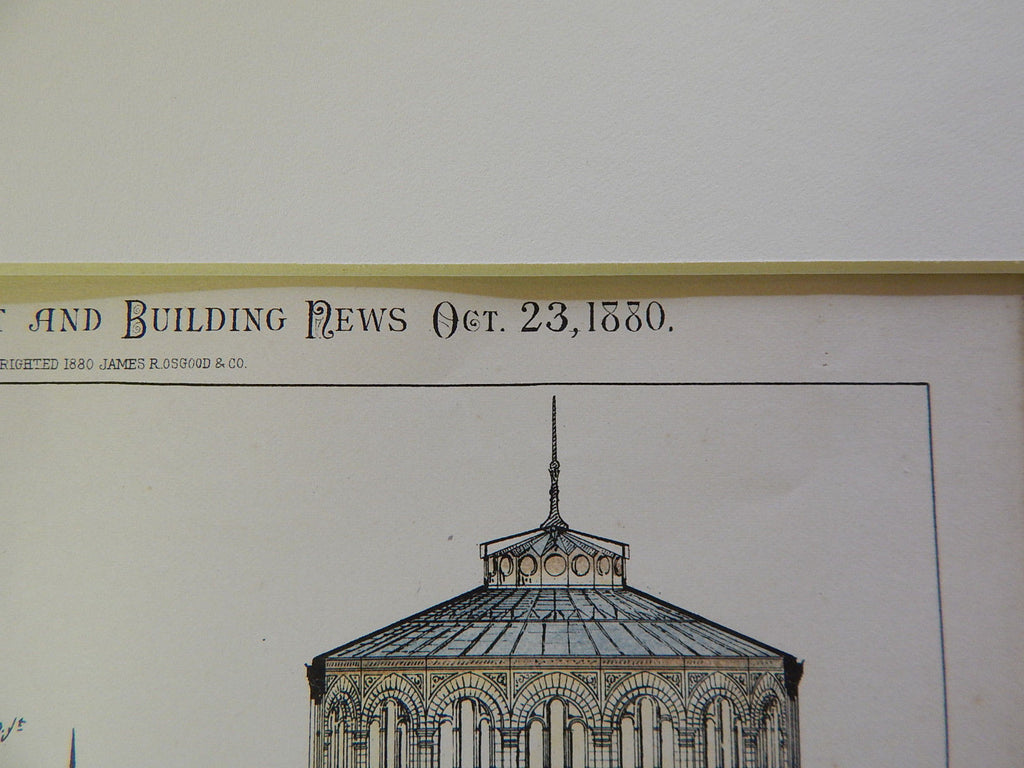 AND BUILDING NEWS OCT. 23, 1880.
RIGHTED 1880 JAMES R. OSGOOD & CO.